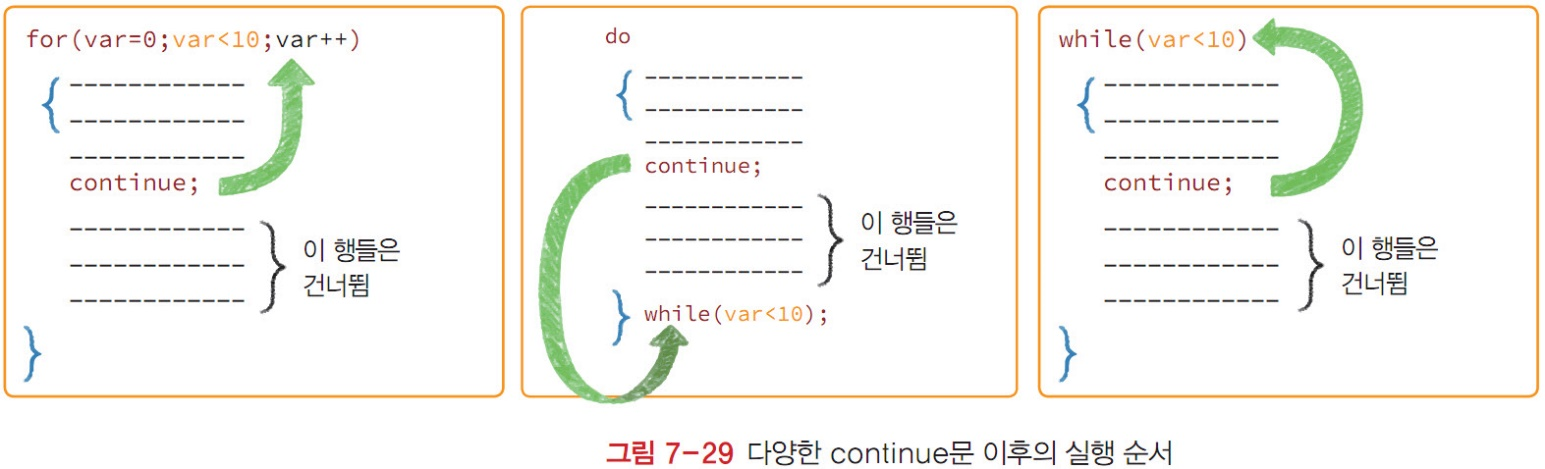 for(var=0;var<10;var++)
{
continue;
이 행들은
건너뜀
}
do
{
continue;
이 행들은
건너뜀
} while(var<10);
while(var<10)
{
continue;
이 행들은
건너뜀
}
그림 7-29 다양한 continue문 이후의 실행 순서